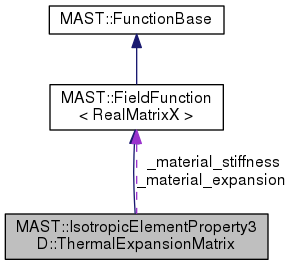 MAST::FunctionBase
MAST::FieldFunction
< RealMatrixX >
_material_stiffness
_material_expansion
MAST::IsotropicElementProperty3
D::ThermalExpansionMatrix